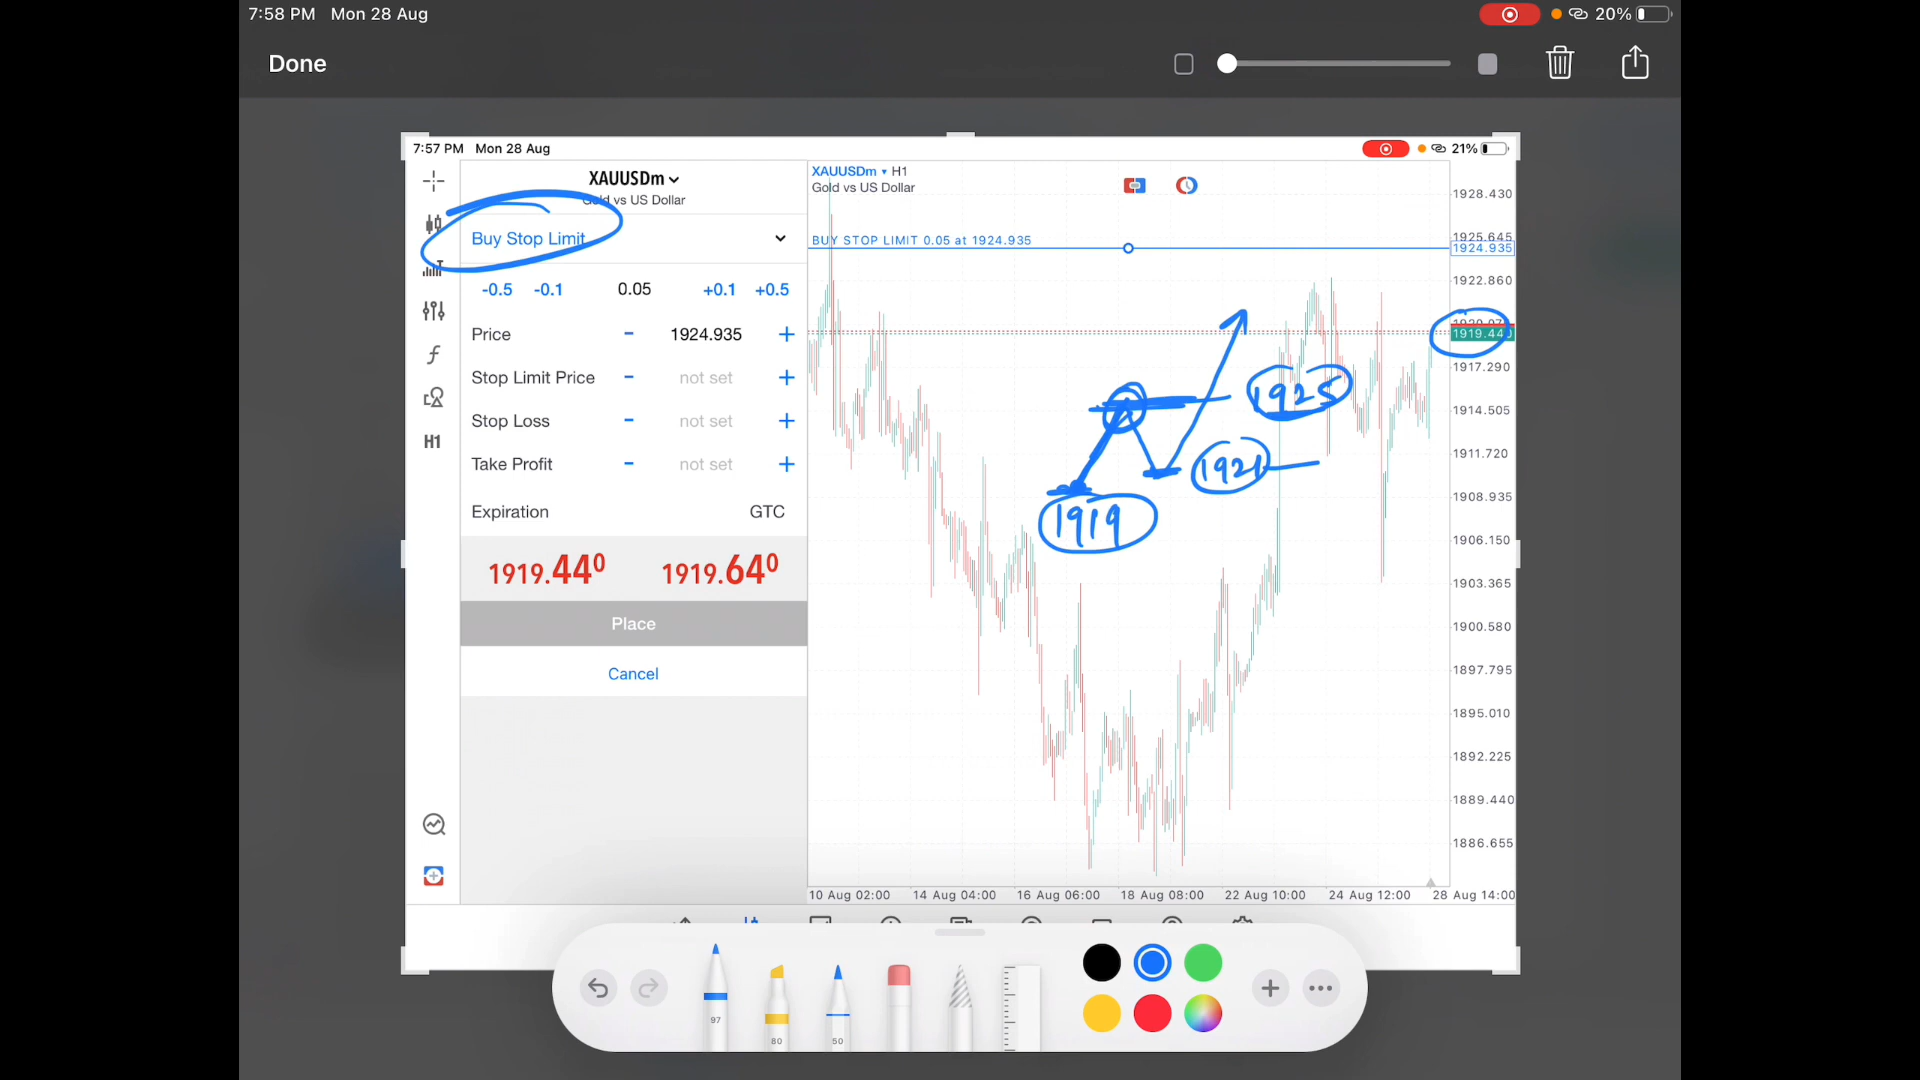 7:58 PM Mon 28 Aug
20%
Done
7:57 PM Mon 28 Aug
21%
XAUUSDm
Gold vs US Dollar
Buy Stop Limit
-0.5 -0.1 0.05 +0.1 +0.5
Price - 1924.935 +
Stop Limit Price - not set +
Stop Loss - not set +
Take Profit - not set +
Expiration GTC
1919.440 1919.640
Place
Cancel
H1
XAUUSDm H1
Gold vs US Dollar
BUY STOP LIMIT 0.05 at 1924.935
1925
1921
1919
1928.430
1925.645
1924.935
1922.860
1919.440
1917.290
1914.505
1911.720
1908.935
1906.150
1903.365
1900.580
1897.795
1895.010
1892.225
1889.440
1886.655
10 Aug 02:00 14 Aug 04:00 16 Aug 06:00 18 Aug 08:00 22 Aug 10:00 24 Aug 12:00 28 Aug 14:00
97
80
50